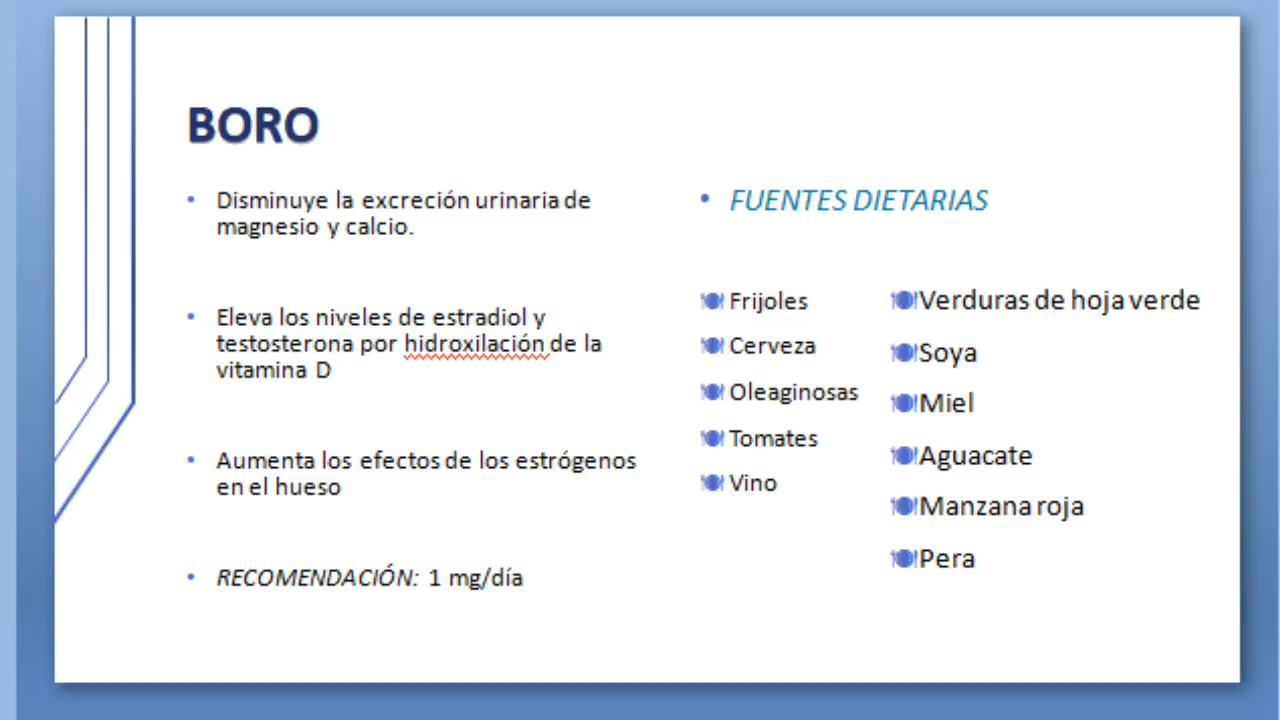 BORO
Disminuye la excreción urinaria de
magnesio y calcio.
Eleva los niveles de estradiol y
testosterona por hidroxilación de la
vitamina D
Aumenta los efectos de los estrógenos
en el hueso
RECOMENDACIÓN: 1 mg/día
FUENTES DIETARIAS
Frijoles
Cerveza
Oleaginosas
Tomates
Vino
Verduras de hoja verde
Soya
Miel
Aguacate
Manzana roja
Pera